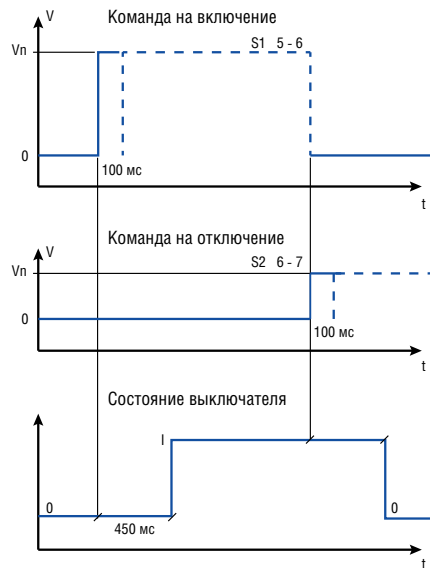 V
Команда на включение
Vn
S1 5 - 6
0
100 мс
t
V
Команда на отключение
Vn
S2 6 - 7
0
100 мс
t
Состояние выключателя
I
0
0
450 мс
t